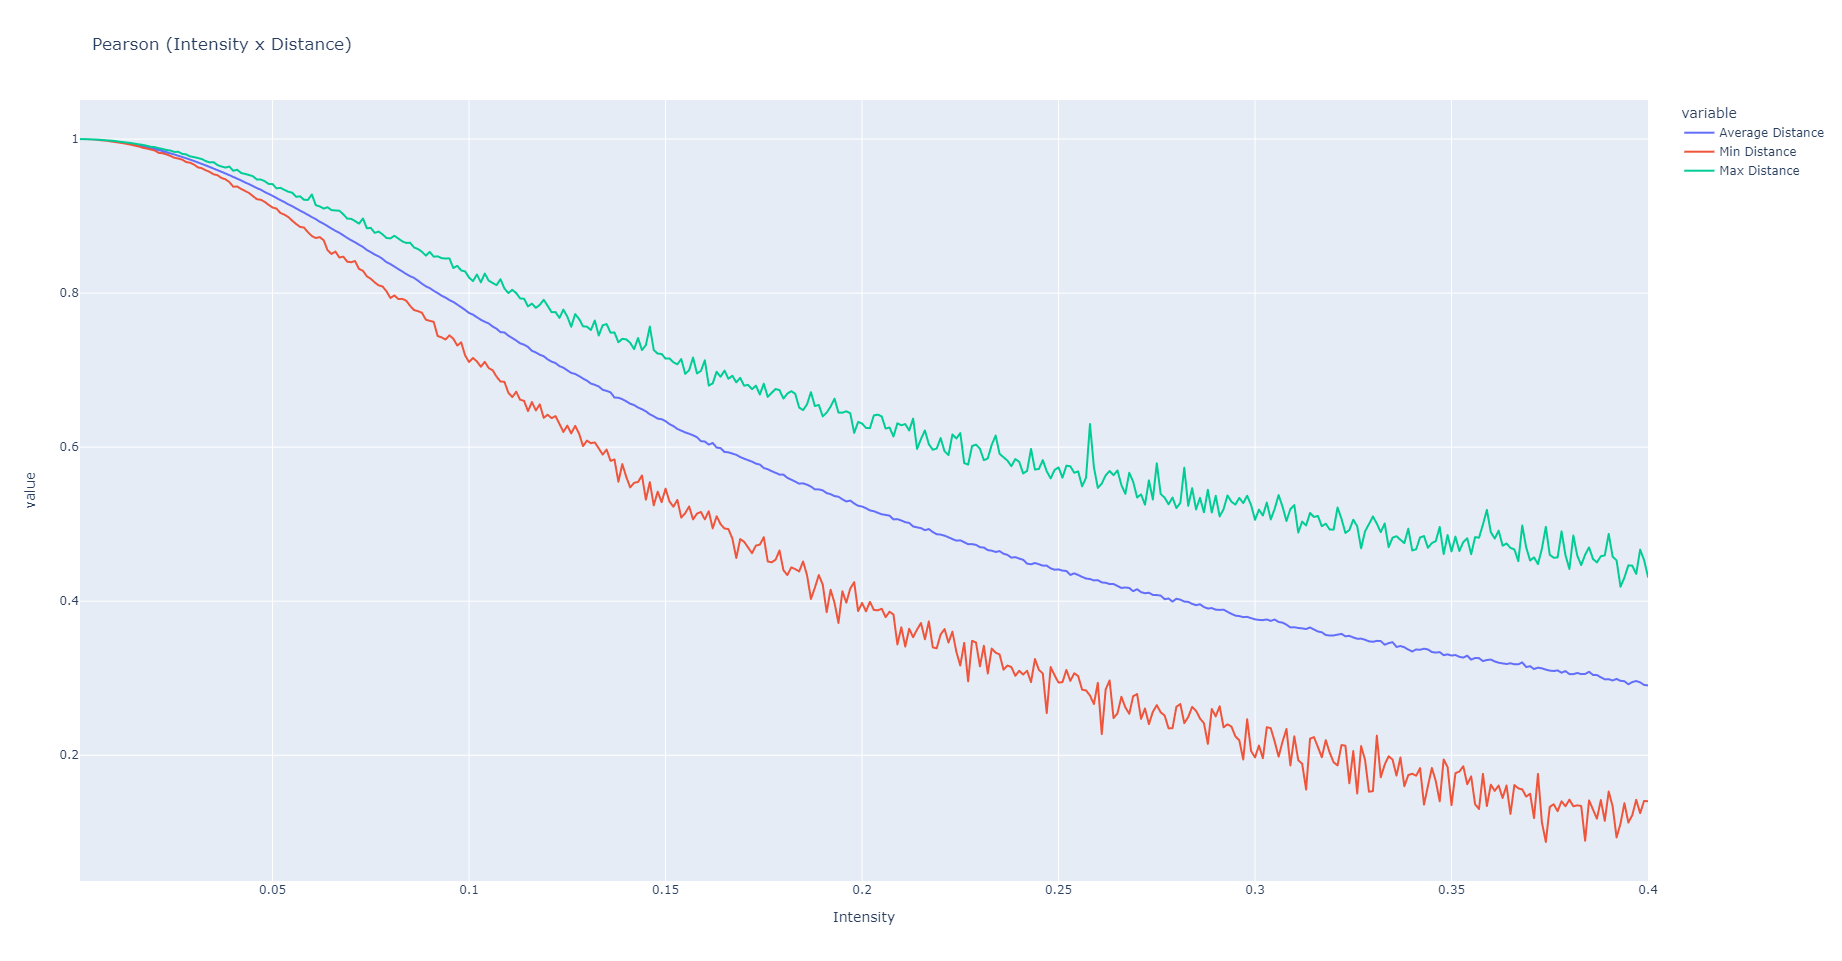 Pearson (Intensity x Distance)
variable
Average Distance
Min Distance
Max Distance
1
0.8
0.6
0.4
0.2
value
0.05 0.1 0.15 0.2 0.25 0.3 0.35 0.4
Intensity